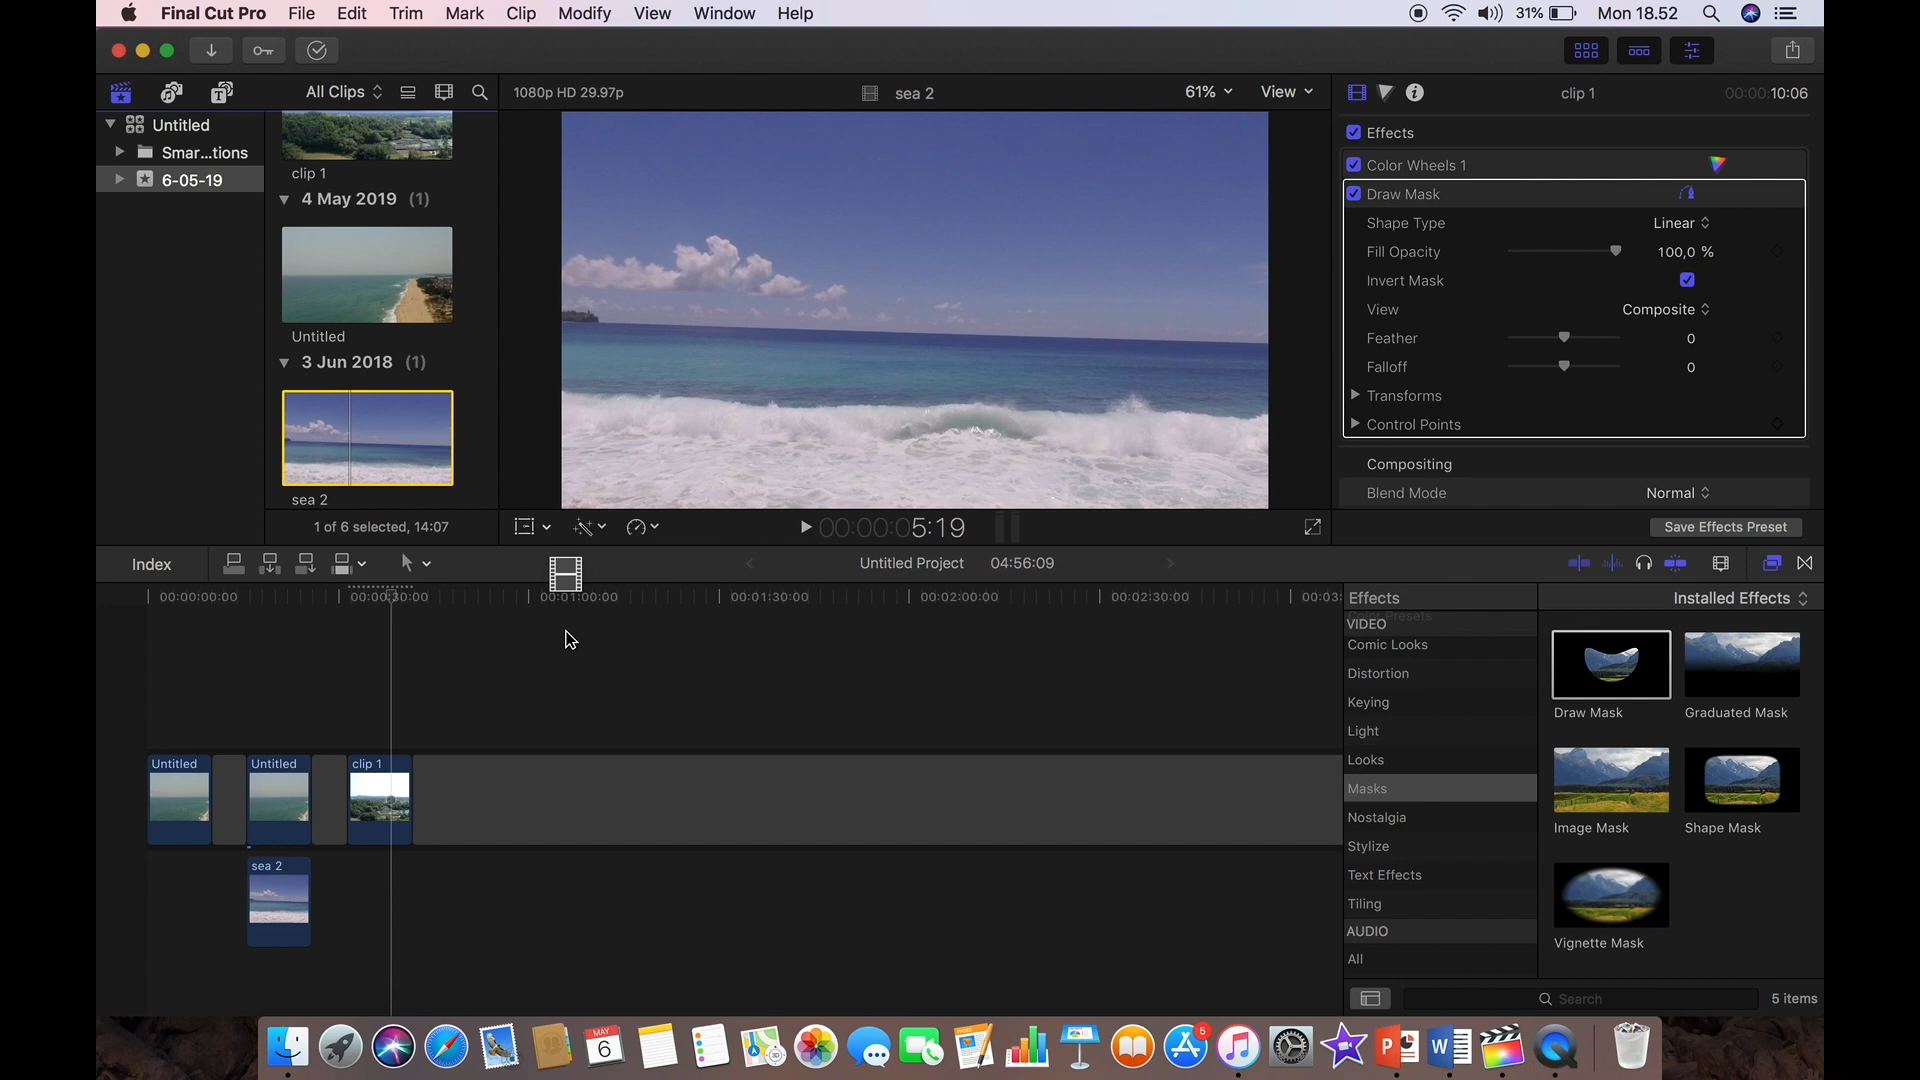 Final Cut Pro File Edit Trim Mark Clip Modify View Window Help 31% Mon 18.52
All Clips 1080p HD 29.97p sea 2 61% View clip 1 00:00:10:06
Untitled
Smar...tions
6-05-19
clip 1
4 May 2019 (1)
Untitled
3 Jun 2018 (1)
sea 2
1 of 6 selected, 14:07
00:00:05:19
Effects
Color Wheels 1
Draw Mask
Shape Type Linear
Fill Opacity 100,0 %
Invert Mask
View Composite
Feather 0
Falloff 0
Transforms
Control Points
Compositing
Blend Mode Normal
Save Effects Preset
Index Untitled Project 04:56:09
00:00:00:00 00:00:30:00 00:01:00:00 00:01:30:00 00:02:00:00 00:02:30:00 00:03:
Untitled Untitled clip 1
sea 2
Effects Installed Effects
Color Presets
VIDEO
Comic Looks
Distortion
Keying
Light
Looks
Masks
Nostalgia
Stylize
Text Effects
Tiling
AUDIO
All
Draw Mask Graduated Mask
Image Mask Shape Mask
Vignette Mask
Search 5 items
MAY
6
3D
5
P
W